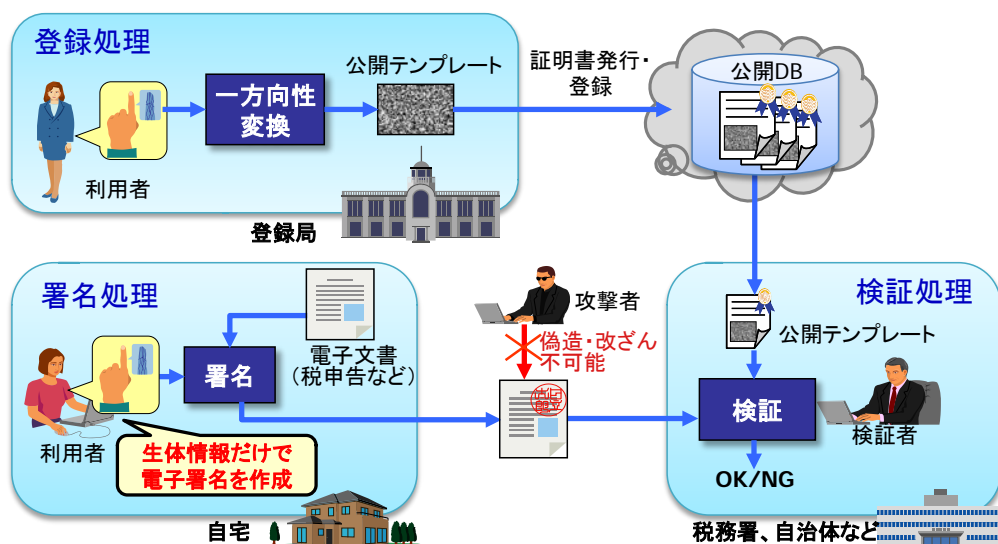 登録処理
利用者
一方向性
変換
公開テンプレート
登録局
証明書発行・
登録
公開DB
署名処理
利用者
署名
電子文書
(税申告など)
生体情報だけで
電子署名を作成
自宅
攻撃者
偽造・改ざん
不可能
検証処理
公開テンプレート
検証
検証者
OK/NG
税務署、自治体など